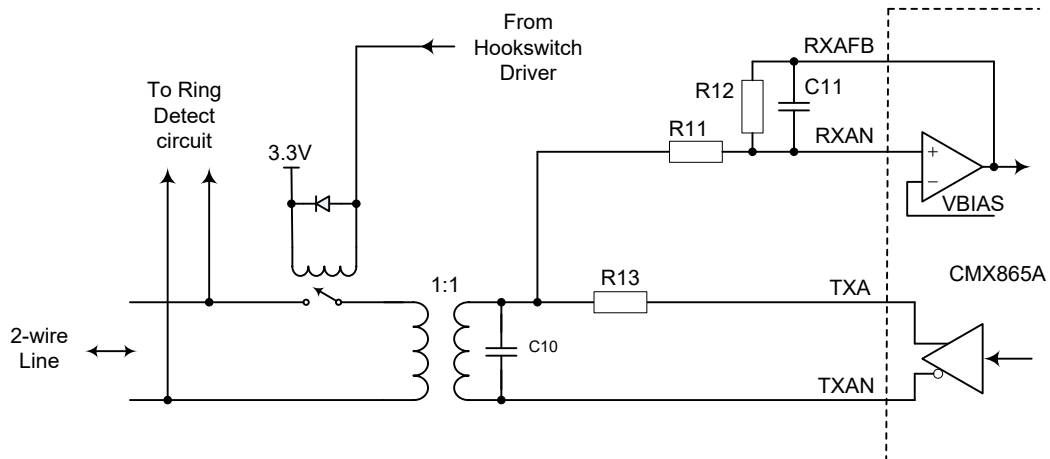 From
Hookswitch
Driver
To Ring
Detect
circuit
3.3V
RXAFB
R12
C11
R11
RXAN
+
−
VBIAS
1:1
R13
TXA
CMX865A
2-wire
Line
C10
TXAN